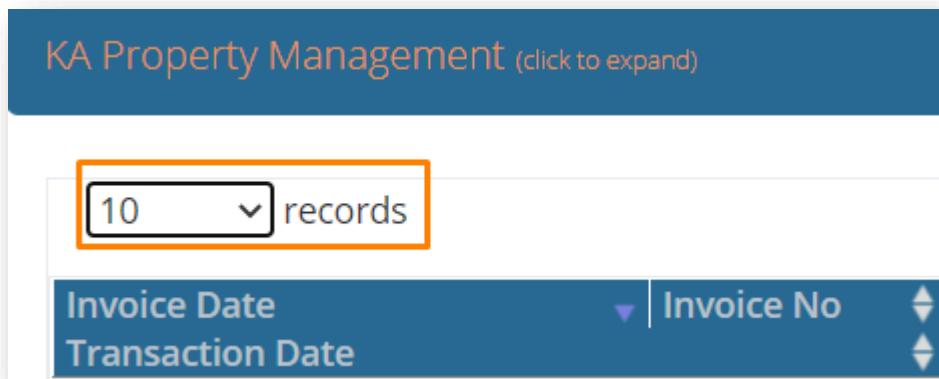 KA Property Management (click to expand)
10 records
Invoice Date Invoice No
Transaction Date